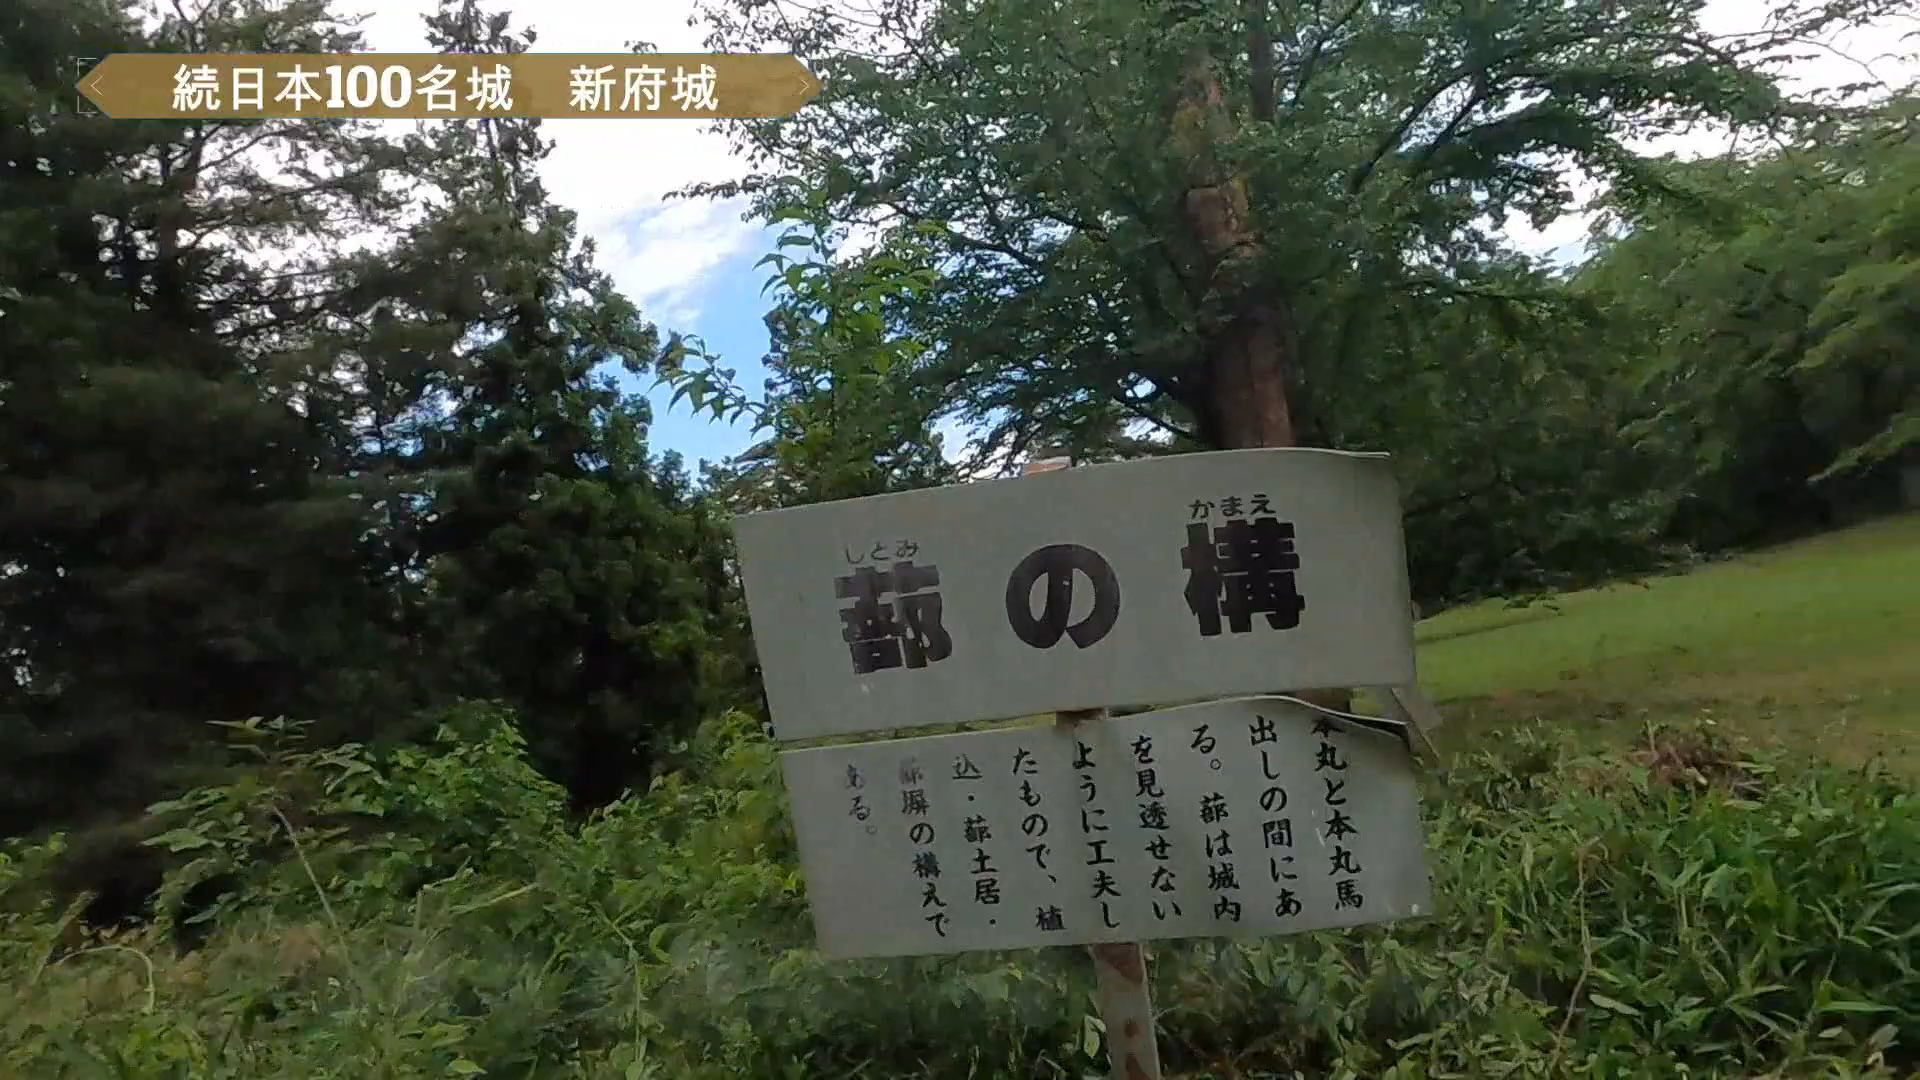 続日本100名城　新府城
しとみ　かまえ
蔀の構
本丸と本丸馬
出しの間にあ
る。蔀は城内
を見透せない
ように工夫し
たもので、植
込・蔀土居・
蔀塀の構えで
ある。